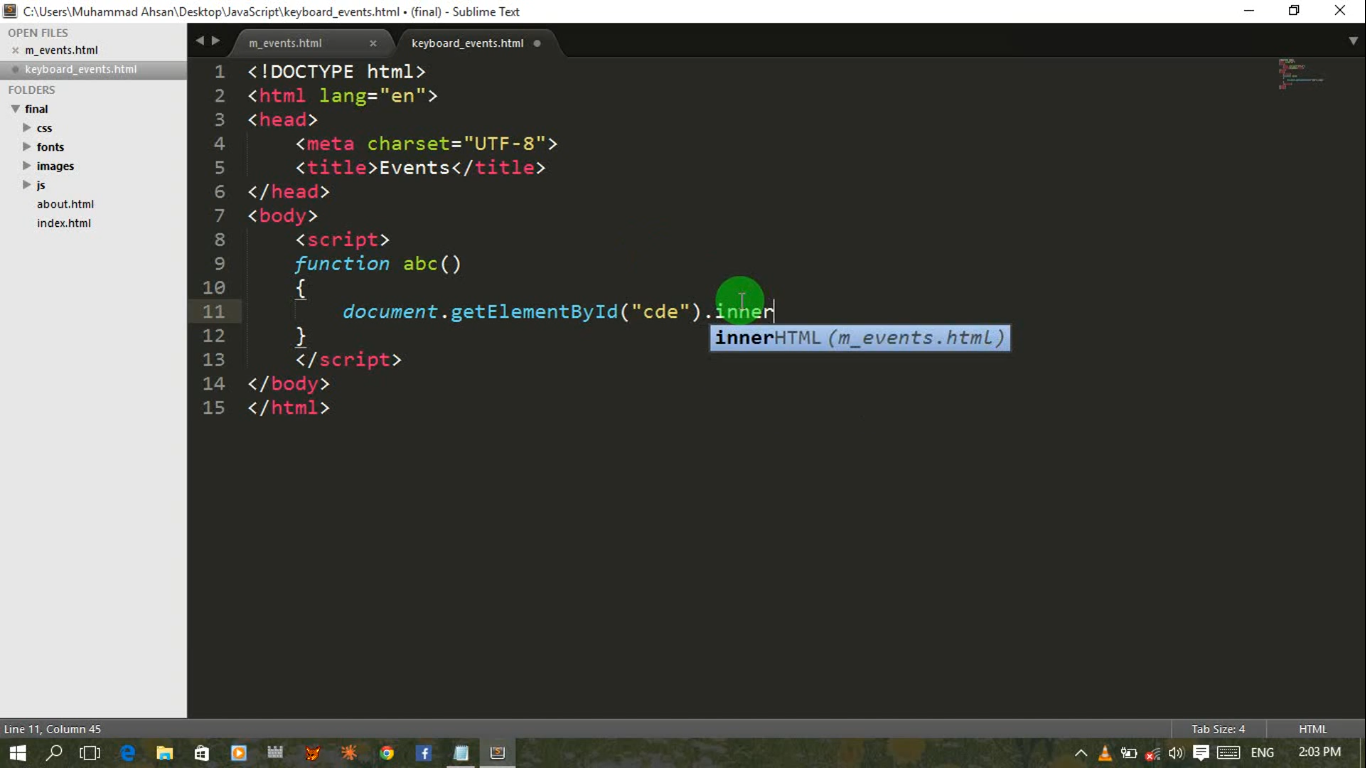 C:\Users\Muhammad Ahsan\Desktop\JavaScript\keyboard_events.html • (final) - Sublime Text
OPEN FILES
m_events.html
keyboard_events.html
FOLDERS
final
css
fonts
images
js
about.html
index.html
m_events.html
keyboard_events.html
1 <!DOCTYPE html>
2 <html lang="en">
3 <head>
4 <meta charset="UTF-8">
5 <title>Events</title>
6 </head>
7 <body>
8 <script>
9 function abc()
10 {
11 document.getElementById("cde").inner
innerHTML (m_events.html)
12 }
13 </script>
14 </body>
15 </html>
Line 11, Column 45
Tab Size: 4
HTML
ENG
2:03 PM